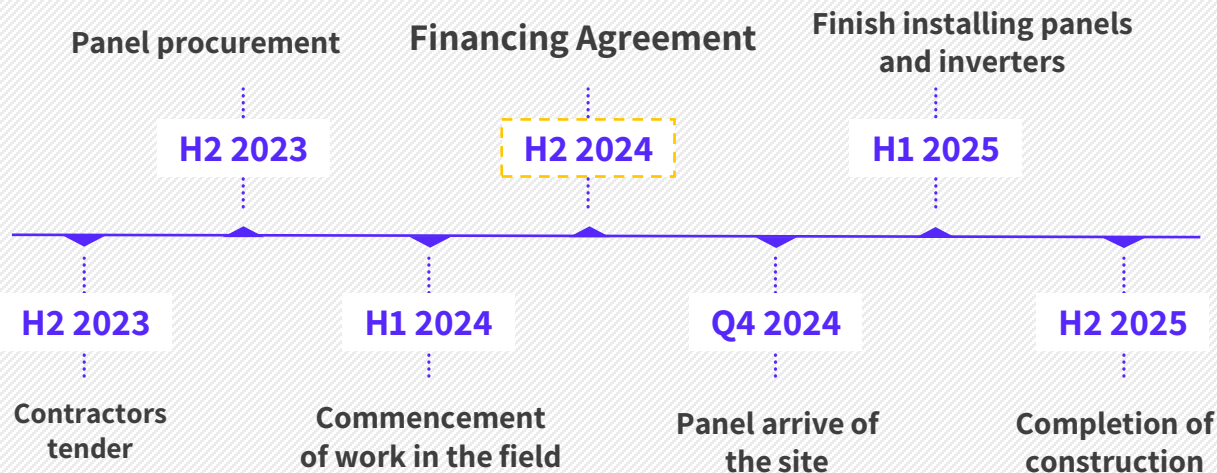 Panel procurement
Financing Agreement
Finish installing panels
and inverters
H2 2023
H2 2024
H1 2025
H2 2023
H1 2024
Q4 2024
H2 2025
Contractors
tender
Commencement
of work in the field
Panel arrive of
the site
Completion of
construction